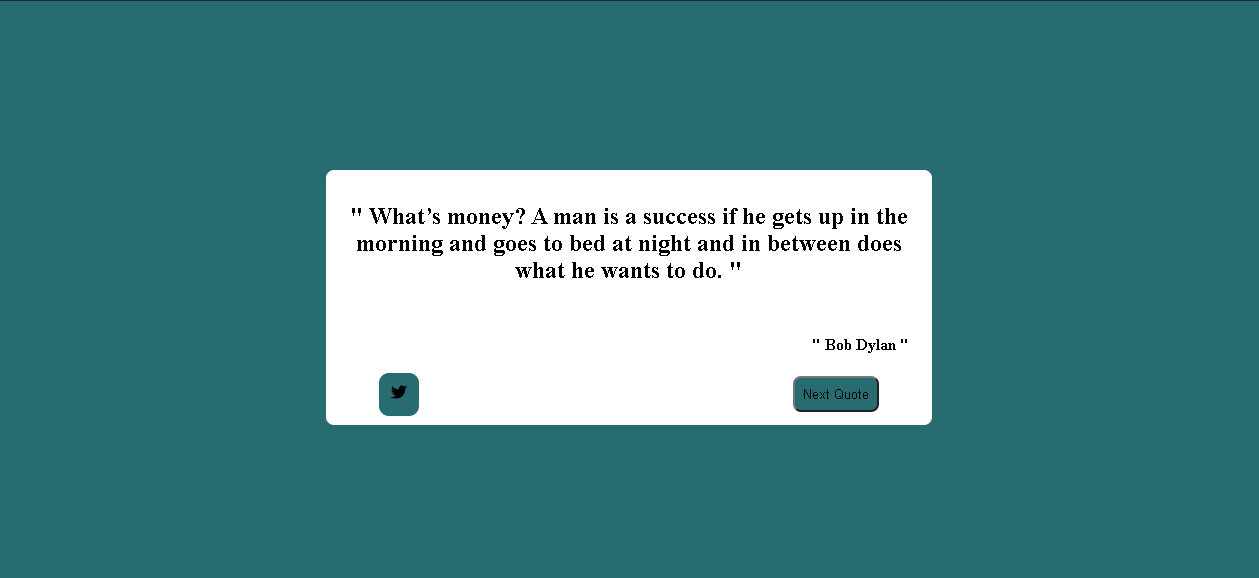 " What’s money? A man is a success if he gets up in the
morning and goes to bed at night and in between does
what he wants to do. "
" Bob Dylan "
Next Quote